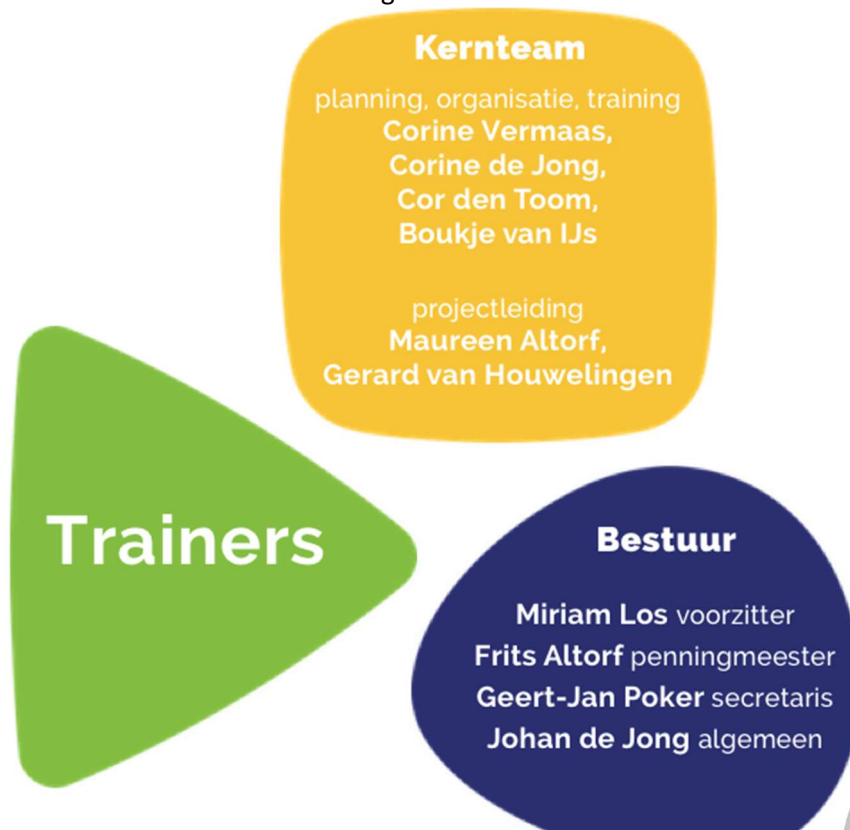 Kernteam
planning, organisatie, training
Corine Vermaas,
Corine de Jong,
Cor den Toom,
Boukje van IJs
projectleiding
Maureen Altorf,
Gerard van Houwelingen
Trainers
Bestuur
Miriam Los voorzitter
Frits Altorf penningmeester
Geert-Jan Poker secretaris
Johan de Jong algemeen